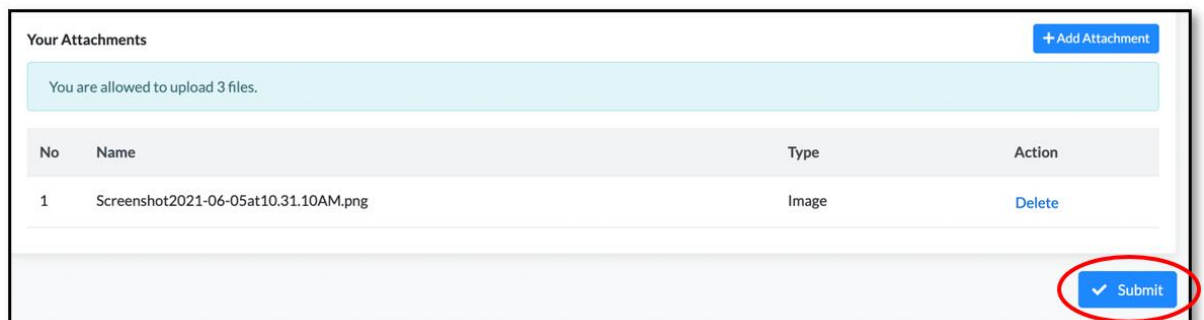 Your Attachments
+ Add Attachment
You are allowed to upload 3 files.
No Name Type Action
1 Screenshot2021-06-05at10.31.10AM.png Image Delete
Submit